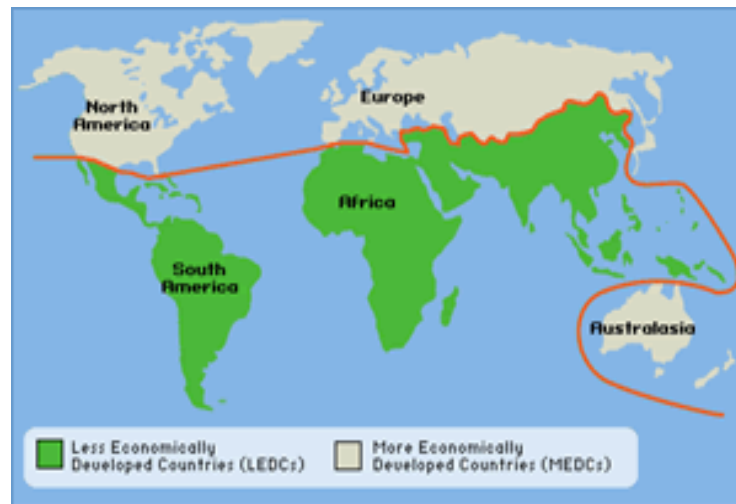 North
America
Europe
Africa
South
America
Australasia
Less Economically
Developed Countries (LEDCs)
More Economically
Developed Countries (MEDCs)